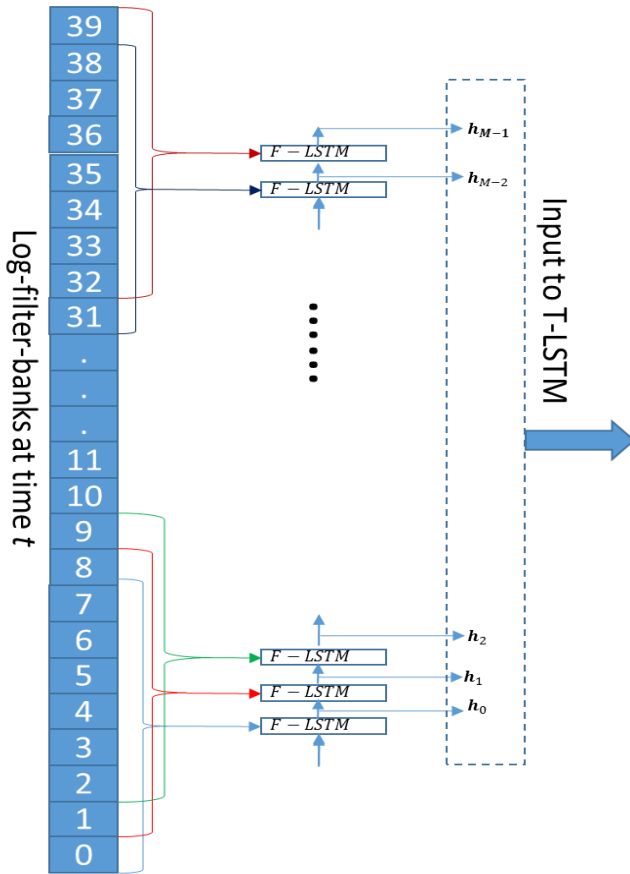 39
38
37
36
35
34
33
32
31
.
.
.
11
10
9
8
7
6
5
4
3
2
1
0
Log-filter-banks at time t
F − LSTM
F − LSTM
......
F − LSTM
F − LSTM
F − LSTM
h_{M−1}
h_{M−2}
h_2
h_1
h_0
Input to T-LSTM